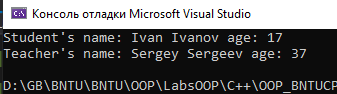 Консоль отладки Microsoft Visual Studio
Student's name: Ivan Ivanov age: 17
Teacher's name: Sergey Sergeev age: 37
D:\GB\BNTU\BNTU\OOP\LabsOOP\C++\OOP_BNTUCP